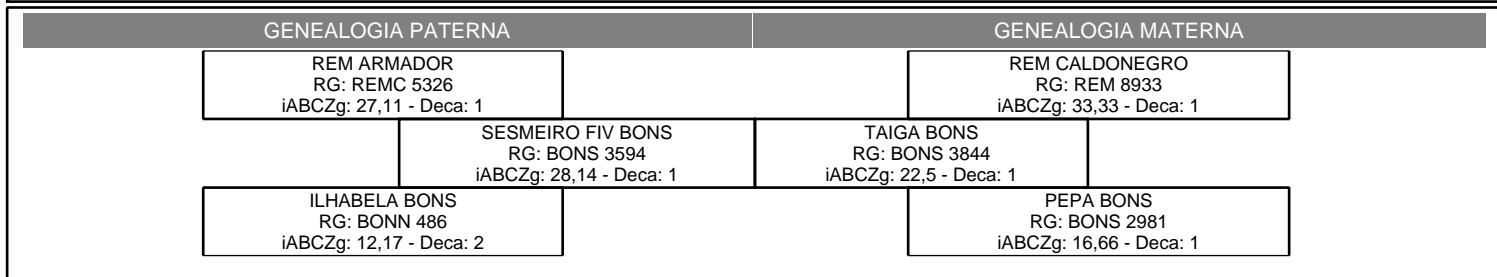 GENEALOGIA PATERNA
GENEALOGIA MATERNA
REM ARMADOR
RG: REMC 5326
iABCZg: 27,11 - Deca: 1
REM CALDONEGRO
RG: REM 8933
iABCZg: 33,33 - Deca: 1
SESMEIRO FIV BONS
RG: BONS 3594
iABCZg: 28,14 - Deca: 1
TAIGA BONS
RG: BONS 3844
iABCZg: 22,5 - Deca: 1
ILHABELA BONS
RG: BONN 486
iABCZg: 12,17 - Deca: 2
PEPA BONS
RG: BONS 2981
iABCZg: 16,66 - Deca: 1